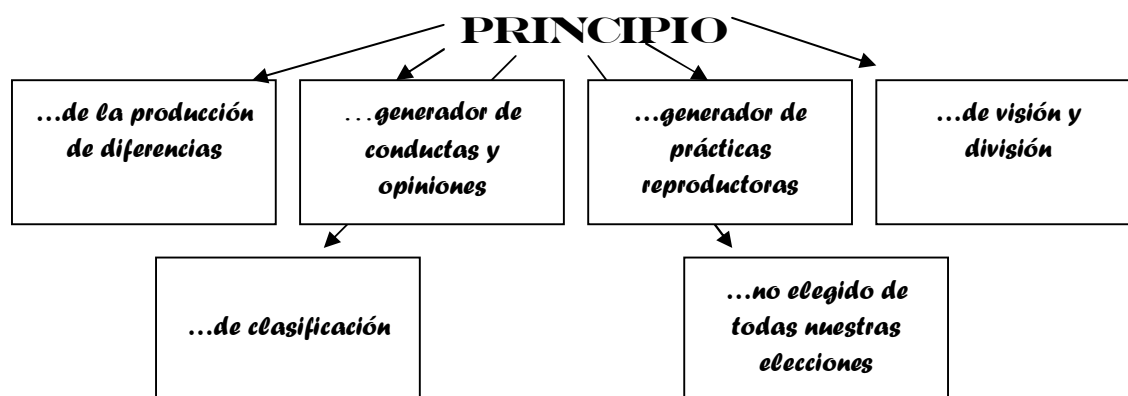 PRINCIPIO
...de la producción
de diferencias
...generador de
conductas y
opiniones
...generador de
prácticas
reproductoras
...de visión y
división
...de clasificación
...no elegido de
todas nuestras
elecciones